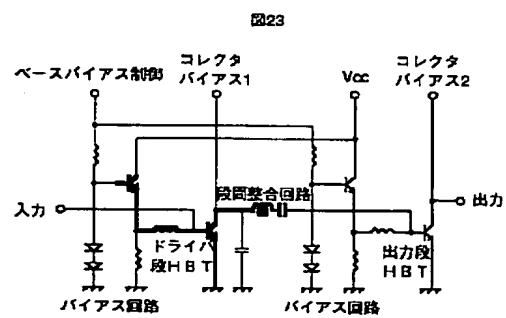 図23
ベースバイアス制御
コレクタ
バイアス1
Vcc
コレクタ
バイアス2
段間整合回路
入力
出力
ドライバ
段HBT
出力段
HBT
バイアス回路
バイアス回路